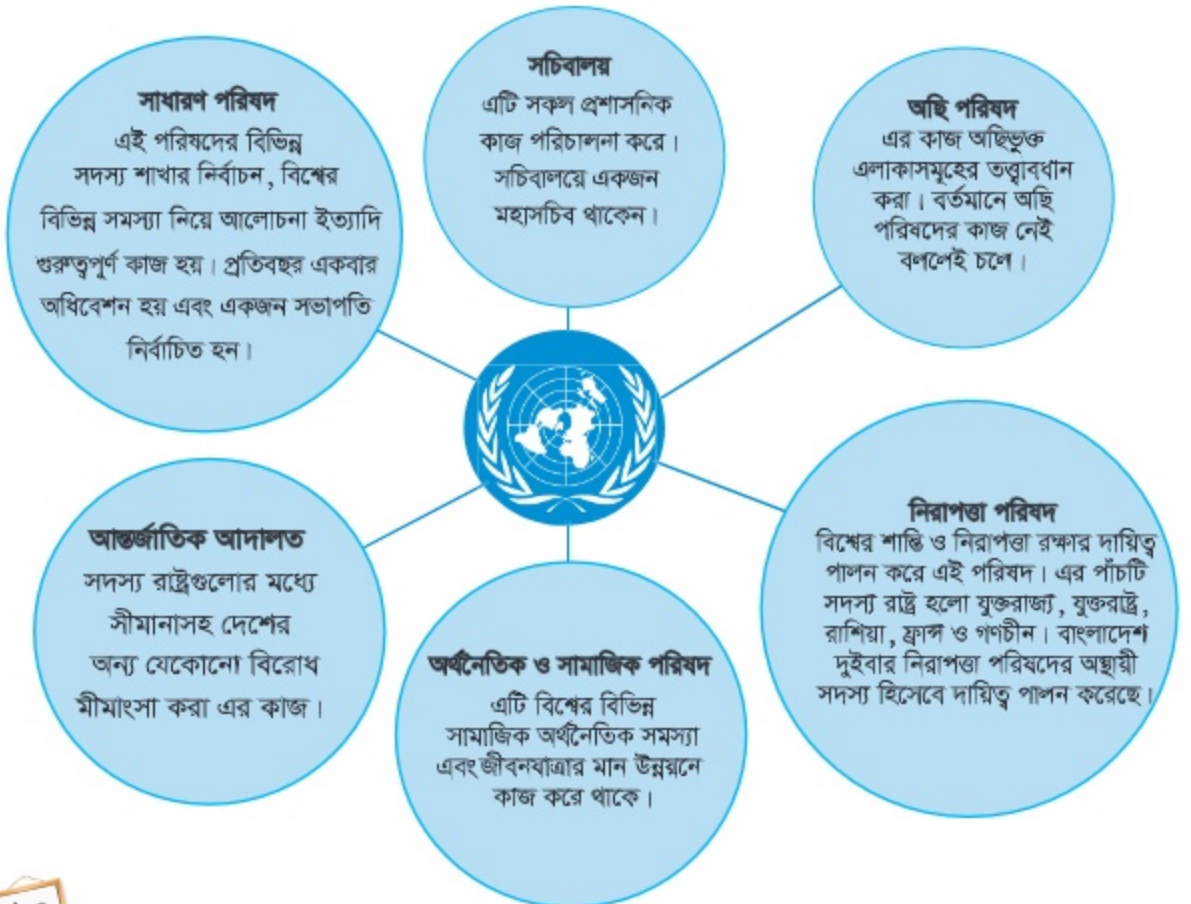 সাধারণ পরিষদ
এই পরিষদের বিভিন্ন
সদস্য শাখার নির্বাচন, বিশ্বের
বিভিন্ন সমস্যা নিয়ে আলোচনা ইত্যাদি
গুরুত্বপূর্ণ কাজ হয়। প্রতিবছর একবার
অধিবেশন হয় এবং একজন সভাপতি
নির্বাচিত হন।
সচিবালয়
এটি সকল প্রশাসনিক
কাজ পরিচালনা করে।
সচিবালয়ে একজন
মহাসচিব থাকেন।
অছি পরিষদ
এর কাজ অছিভুক্ত
এলাকাসমূহের তত্ত্বাবধান
করা। বর্তমানে অছি
পরিষদের কাজ নেই
বললেই চলে।
আন্তর্জাতিক আদালত
সদস্য রাষ্ট্রগুলোর মধ্যে
সীমানাসহ দেশের
অন্য যেকোনো বিরোধ
মীমাংসা করা এর কাজ।
অর্থনৈতিক ও সামাজিক পরিষদ
এটি বিশ্বের বিভিন্ন
সামাজিক অর্থনৈতিক সমস্যা
এবং জীবনযাত্রার মান উন্নয়নে
কাজ করে থাকে।
নিরাপত্তা পরিষদ
বিশ্বের শান্তি ও নিরাপত্তা রক্ষার দায়িত্ব
পালন করে এই পরিষদ। এর পাঁচটি
সদস্য রাষ্ট্র হলো যুক্তরাজ্য, যুক্তরাষ্ট্র,
রাশিয়া, ফ্রান্স ও গণচীন। বাংলাদেশ
দুইবার নিরাপত্তা পরিষদের অস্থায়ী
সদস্য হিসেবে দায়িত্ব পালন করেছে।